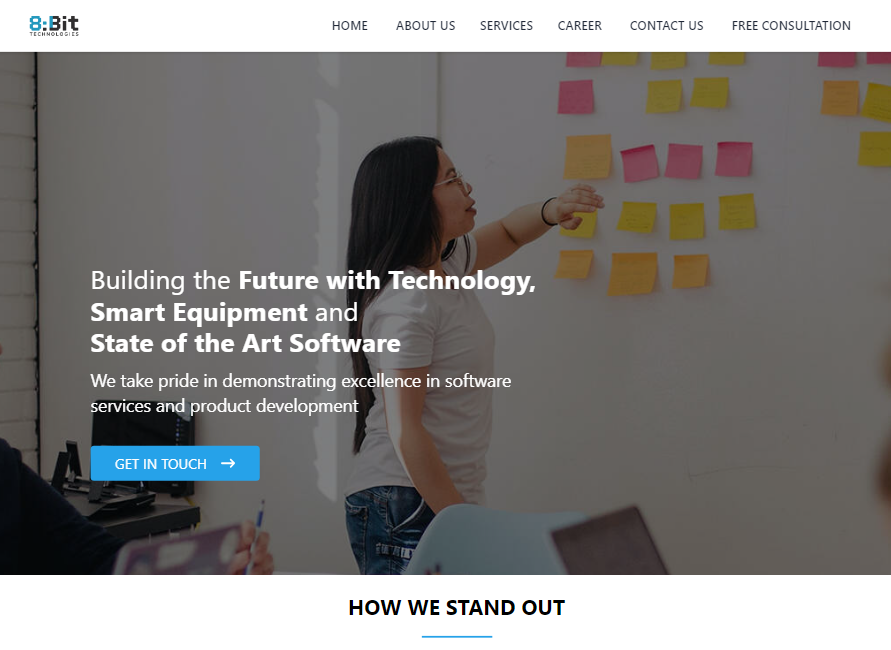 8:Bit
TECHNOLOGIES
HOME ABOUT US SERVICES CAREER CONTACT US FREE CONSULTATION
Building the Future with Technology,
Smart Equipment and
State of the Art Software
We take pride in demonstrating excellence in software
services and product development
GET IN TOUCH →
HOW WE STAND OUT